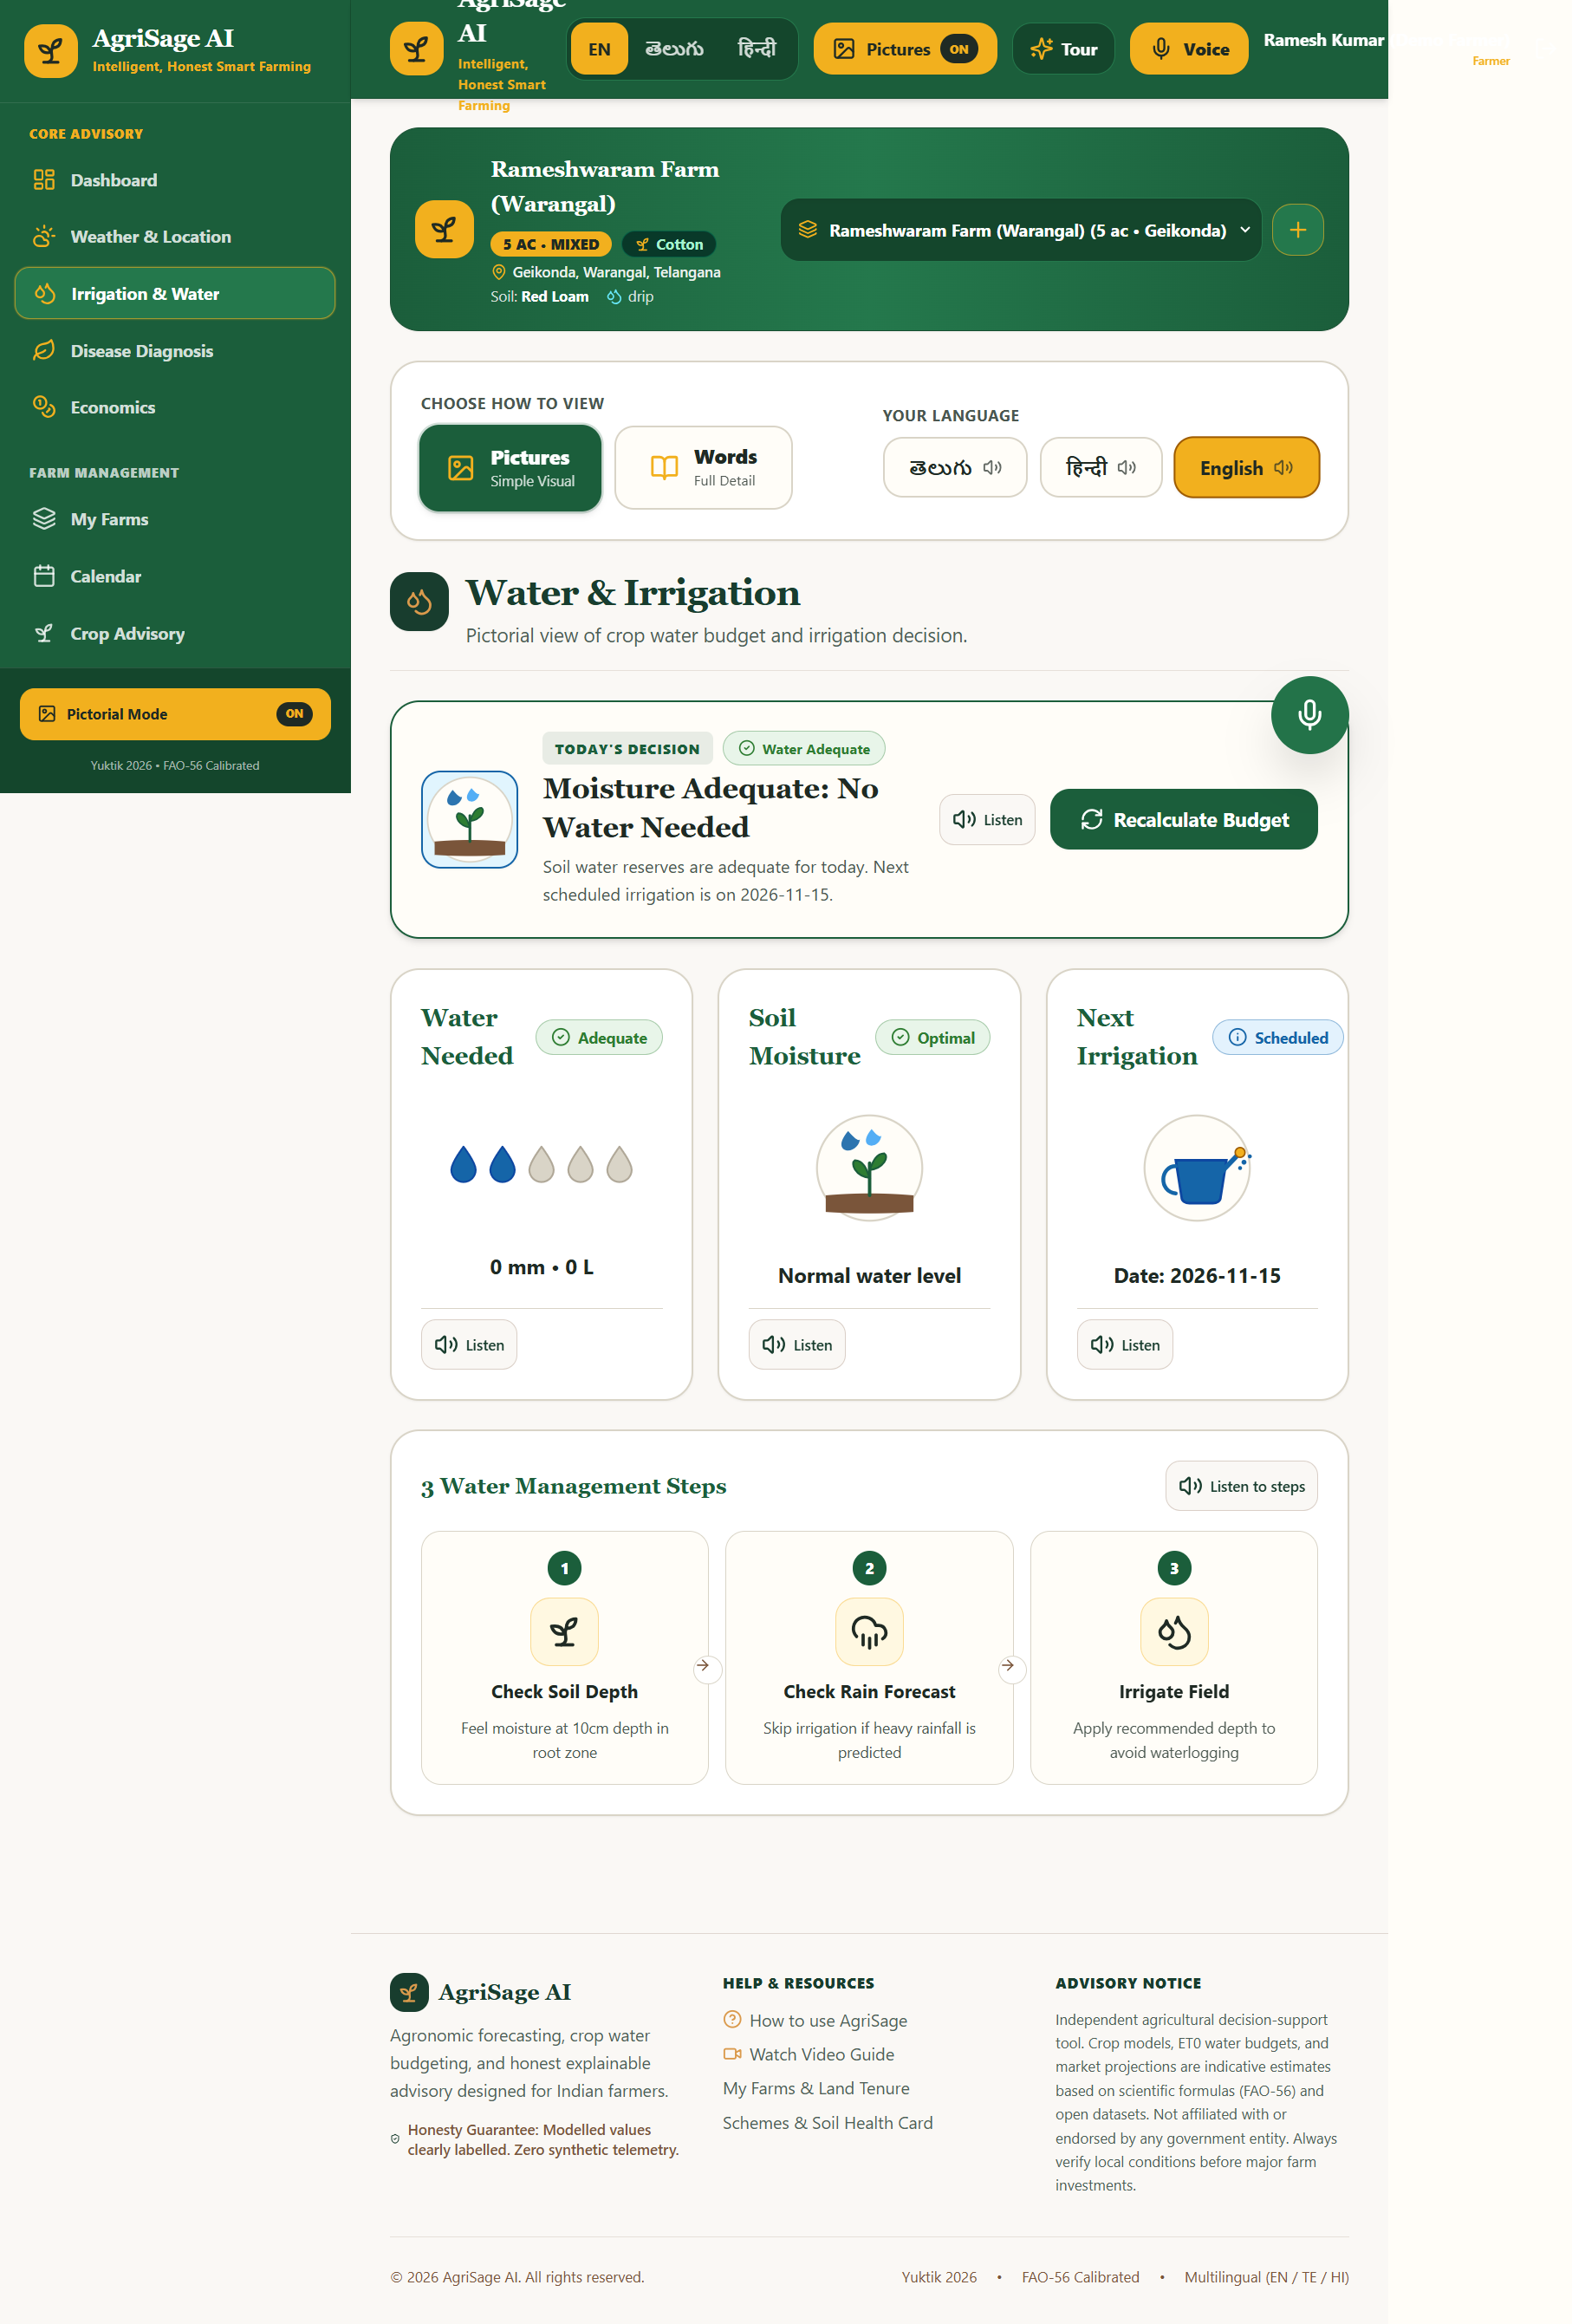 AgriSage AI
Intelligent, Honest Smart Farming
CORE ADVISORY
Dashboard
Weather & Location
Irrigation & Water
Disease Diagnosis
Economics
FARM MANAGEMENT
My Farms
Calendar
Crop Advisory
Pictorial Mode ON
Yuktik 2026 • FAO-56 Calibrated
AgriSage
AI
Intelligent,
Honest Smart
Farming
EN తెలుగు हिन्दी
Pictures ON
Tour
Voice
Ramesh Kumar
Farmer
Rameshwaram Farm
(Warangal)
5 AC • MIXED Cotton
Geikonda, Warangal, Telangana
Soil: Red Loam drip
Rameshwaram Farm (Warangal) (5 ac • Geikonda)
CHOOSE HOW TO VIEW
Pictures
Simple Visual
Words
Full Detail
YOUR LANGUAGE
తెలుగు हिन्दी English
Water & Irrigation
Pictorial view of crop water budget and irrigation decision.
TODAY'S DECISION Water Adequate
Moisture Adequate: No
Water Needed
Soil water reserves are adequate for today. Next
scheduled irrigation is on 2026-11-15.
Listen
Recalculate Budget
Water
Needed
Adequate
0 mm • 0 L
Listen
Soil
Moisture
Optimal
Normal water level
Listen
Next
Irrigation
Scheduled
Date: 2026-11-15
Listen
3 Water Management Steps
Listen to steps
1
Check Soil Depth
Feel moisture at 10cm depth in
root zone
2
Check Rain Forecast
Skip irrigation if heavy rainfall is
predicted
3
Irrigate Field
Apply recommended depth to
avoid waterlogging
AgriSage AI
Agronomic forecasting, crop water
budgeting, and honest explainable
advisory designed for Indian farmers.
Honesty Guarantee: Modelled values
clearly labelled. Zero synthetic telemetry.
HELP & RESOURCES
How to use AgriSage
Watch Video Guide
My Farms & Land Tenure
Schemes & Soil Health Card
ADVISORY NOTICE
Independent agricultural decision-support
tool. Crop models, ET0 water budgets, and
market projections are indicative estimates
based on scientific formulas (FAO-56) and
open datasets. Not affiliated with or
endorsed by any government entity. Always
verify local conditions before major farm
investments.
© 2026 AgriSage AI. All rights reserved.
Yuktik 2026 • FAO-56 Calibrated • Multilingual (EN / TE / HI)